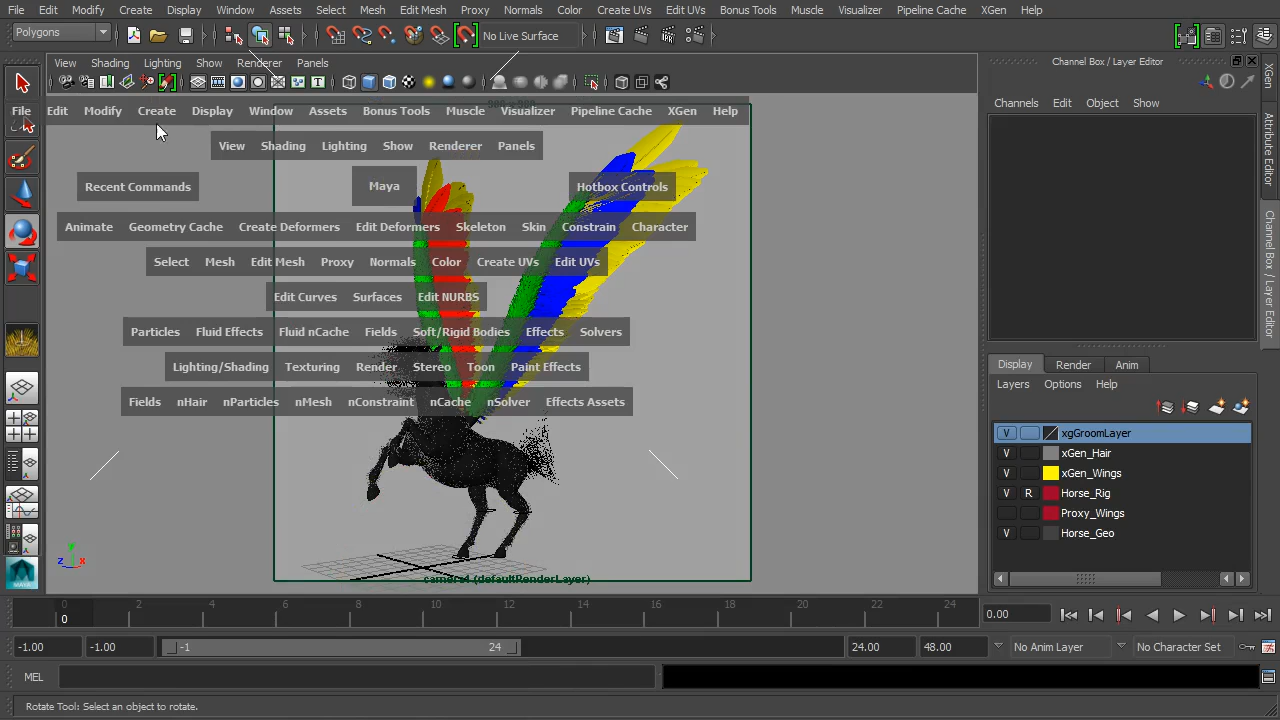 File Edit Modify Create Display Window Assets Select Mesh Edit Mesh Proxy Normals Color Create UVs Edit UVs Bonus Tools Muscle Visualizer Pipeline Cache XGen Help
Polygons
No Live Surface
Channel Box / Layer Editor
View Shading Lighting Show Renderer Panels
Channels Edit Object Show
File Edit Modify Create Display Window Assets Bonus Tools Muscle Visualizer Pipeline Cache XGen Help
View Shading Lighting Show Renderer Panels
Recent Commands Maya Hotbox Controls
Animate Geometry Cache Create Deformers Edit Deformers Skeleton Skin Constrain Character
Select Mesh Edit Mesh Proxy Normals Color Create UVs Edit UVs
Edit Curves Surfaces Edit NURBS
Particles Fluid Effects Fluid nCache Fields Soft/Rigid Bodies Effects Solvers
Lighting/Shading Texturing Render Stereo Toon Paint Effects
Fields nHair nParticles nMesh nConstraint nCache nSolver Effects Assets
XGen
Attribute Editor
Channel Box / Layer Editor
Display Render Anim
Layers Options Help
V xgGroomLayer
V xGen_Hair
V xGen_Wings
V R Horse_Rig
Proxy_Wings
V Horse_Geo
z y x
camera4 (defaultRenderLayer)
0 2 4 6 8 10 12 14 16 18 20 22 24
0
0.00
-1.00 -1.00 -1 24 24.00 48.00 No Anim Layer No Character Set
MEL
Rotate Tool: Select an object to rotate.